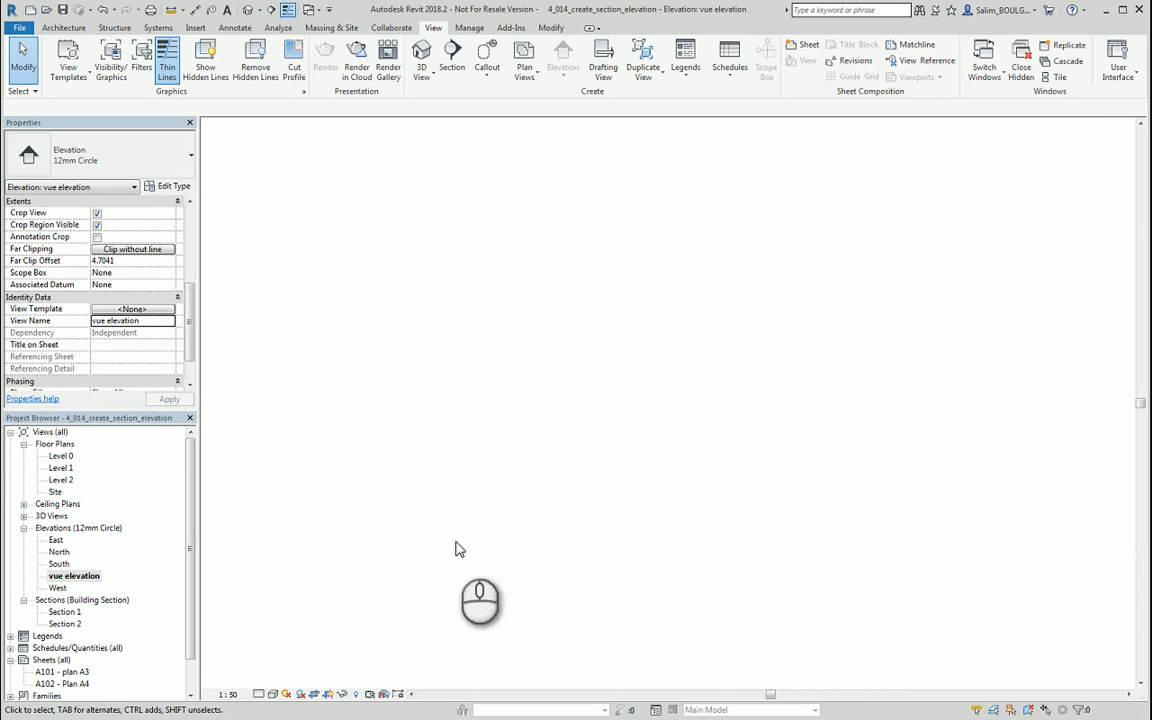 Autodesk Revit 2018.2 - Not For Resale Version - 4_014_create_section_elevation - Elevation: vue elevation
Type a keyword or phrase
Salim_BOULG...
File Architecture Structure Systems Insert Annotate Analyze Massing & Site Collaborate View Manage Add-Ins Modify
Modify
View Templates
Visibility/ Graphics
Filters
Thin Lines
Show Hidden Lines
Remove Hidden Lines
Cut Profile
Render
Render in Cloud
Render Gallery
3D View
Section
Callout
Plan Views
Elevation
Drafting View
Duplicate View
Legends
Schedules
Scope Box
Sheet
View
Title Block
Revisions
Guide Grid
Matchline
View Reference
Viewports
Switch Windows
Close Hidden
Replicate
Cascade
Tile
User Interface
Select Graphics Presentation Create Sheet Composition Windows
Properties
Elevation
12mm Circle
Elevation: vue elevation Edit Type
Extents
Crop View
Crop Region Visible
Annotation Crop
Far Clipping Clip without line
Far Clip Offset 4.7041
Scope Box None
Associated Datum None
Identity Data
View Template <None>
View Name vue elevation
Dependency Independent
Title on Sheet
Referencing Sheet
Referencing Detail
Phasing
Properties help Apply
Project Browser - 4_014_create_section_elevation
Views (all)
Floor Plans
Level 0
Level 1
Level 2
Site
Ceiling Plans
3D Views
Elevations (12mm Circle)
East
North
South
vue elevation
West
Sections (Building Section)
Section 1
Section 2
Legends
Schedules/Quantities (all)
Sheets (all)
A101 - plan A3
A102 - Plan A4
Families
1 : 50
Click to select, TAB for alternates, CTRL adds, SHIFT unselects.
:0
Main Model
:0